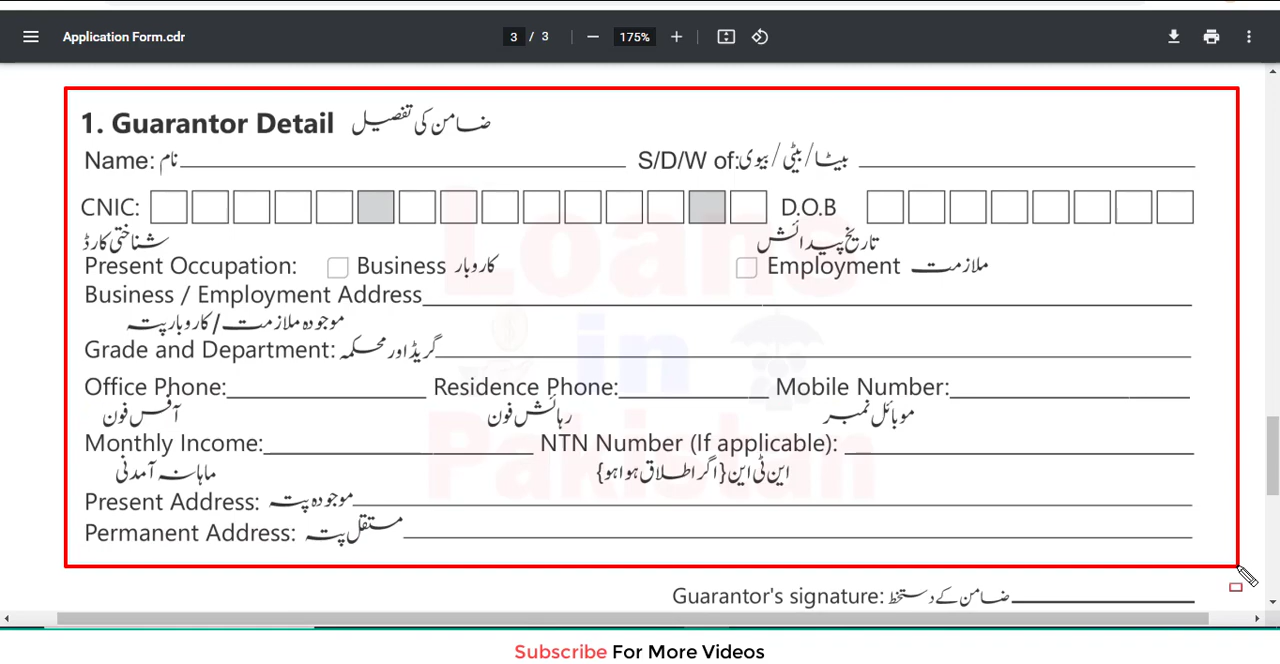 Application Form.cdr 3 / 3 175%
1. Guarantor Detail ضامن کی تفصیل
Name: نام S/D/W of: بیٹا/بیٹی/بیوی
CNIC: D.O.B
شناختی کارڈ تاریخ پیدائش
Present Occupation: Business کاروبار Employment ملازمت
Business / Employment Address
موجودہ ملازمت/کاروبار پتہ
Grade and Department: گریڈ اور محکمہ
Office Phone: Residence Phone: Mobile Number:
آفس فون رہائش فون موبائل نمبر
Monthly Income: NTN Number (If applicable):
ماہانہ آمدنی این ٹی این {اگر اطلاق ہوا ہو}
Present Address: موجودہ پتہ
Permanent Address: مستقل پتہ
Guarantor's signature: ضامن کے دستخط
Loans
in
Pakistan
Subscribe For More Videos